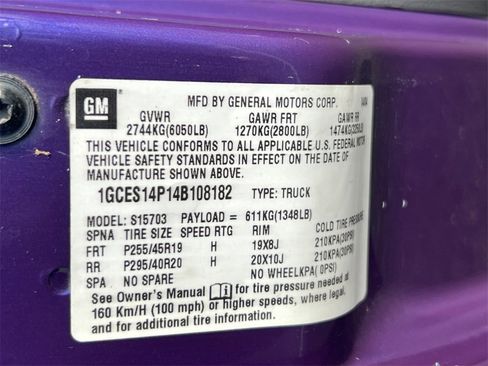 GM
MFD BY GENERAL MOTORS CORP.
GVWR GAWR FRT GAWR RR
2744KG(6050LB) 1270KG(2800LB) 1474KG(3250LB)
THIS VEHICLE CONFORMS TO ALL APPLICABLE U.S. FEDERAL MOTOR
VEHICLE SAFETY STANDARDS IN EFFECT ON THE DATE OF
MANUFACTURE SHOWN ABOVE.
1GCES14P14B108182 TYPE: TRUCK
MODEL: S15703 PAYLOAD = 611KG(1348LB)
SPNA TIRE SIZE SPEED RTG RIM COLD TIRE PRESSURE
FRT P255/45R19 H 19X8J 210KPA(30PSI)
RR P295/40R20 H 20X10J 210KPA(30PSI)
SPA NO SPARE NO WHEELKPA( 0PSI)
See Owner's Manual for tire pressure needed at
160 Km/H (100 mph) or higher speeds, where legal.
and for additional information.